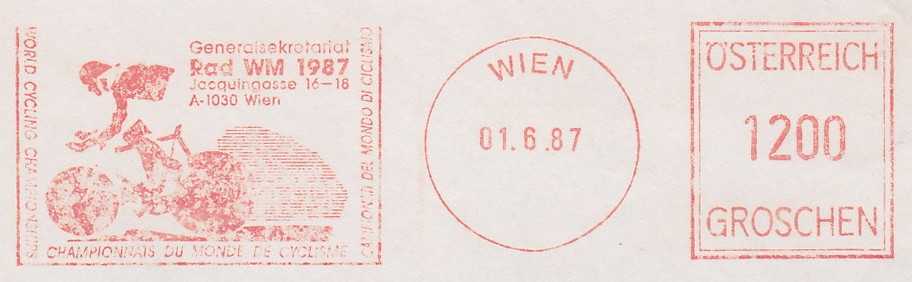 Generalsekretariat
Rad WM 1987
Jacquingasse 16-18
A-1030 Wien
WORLD CYCLING CHAMPIONSHIPS
CHAMPIONNATS DU MONDE DE CYCLISME
CAMPIONATI DEL MONDO DI CICLISMO
WIEN
01.6.87
ÖSTERREICH
1200
GROSCHEN